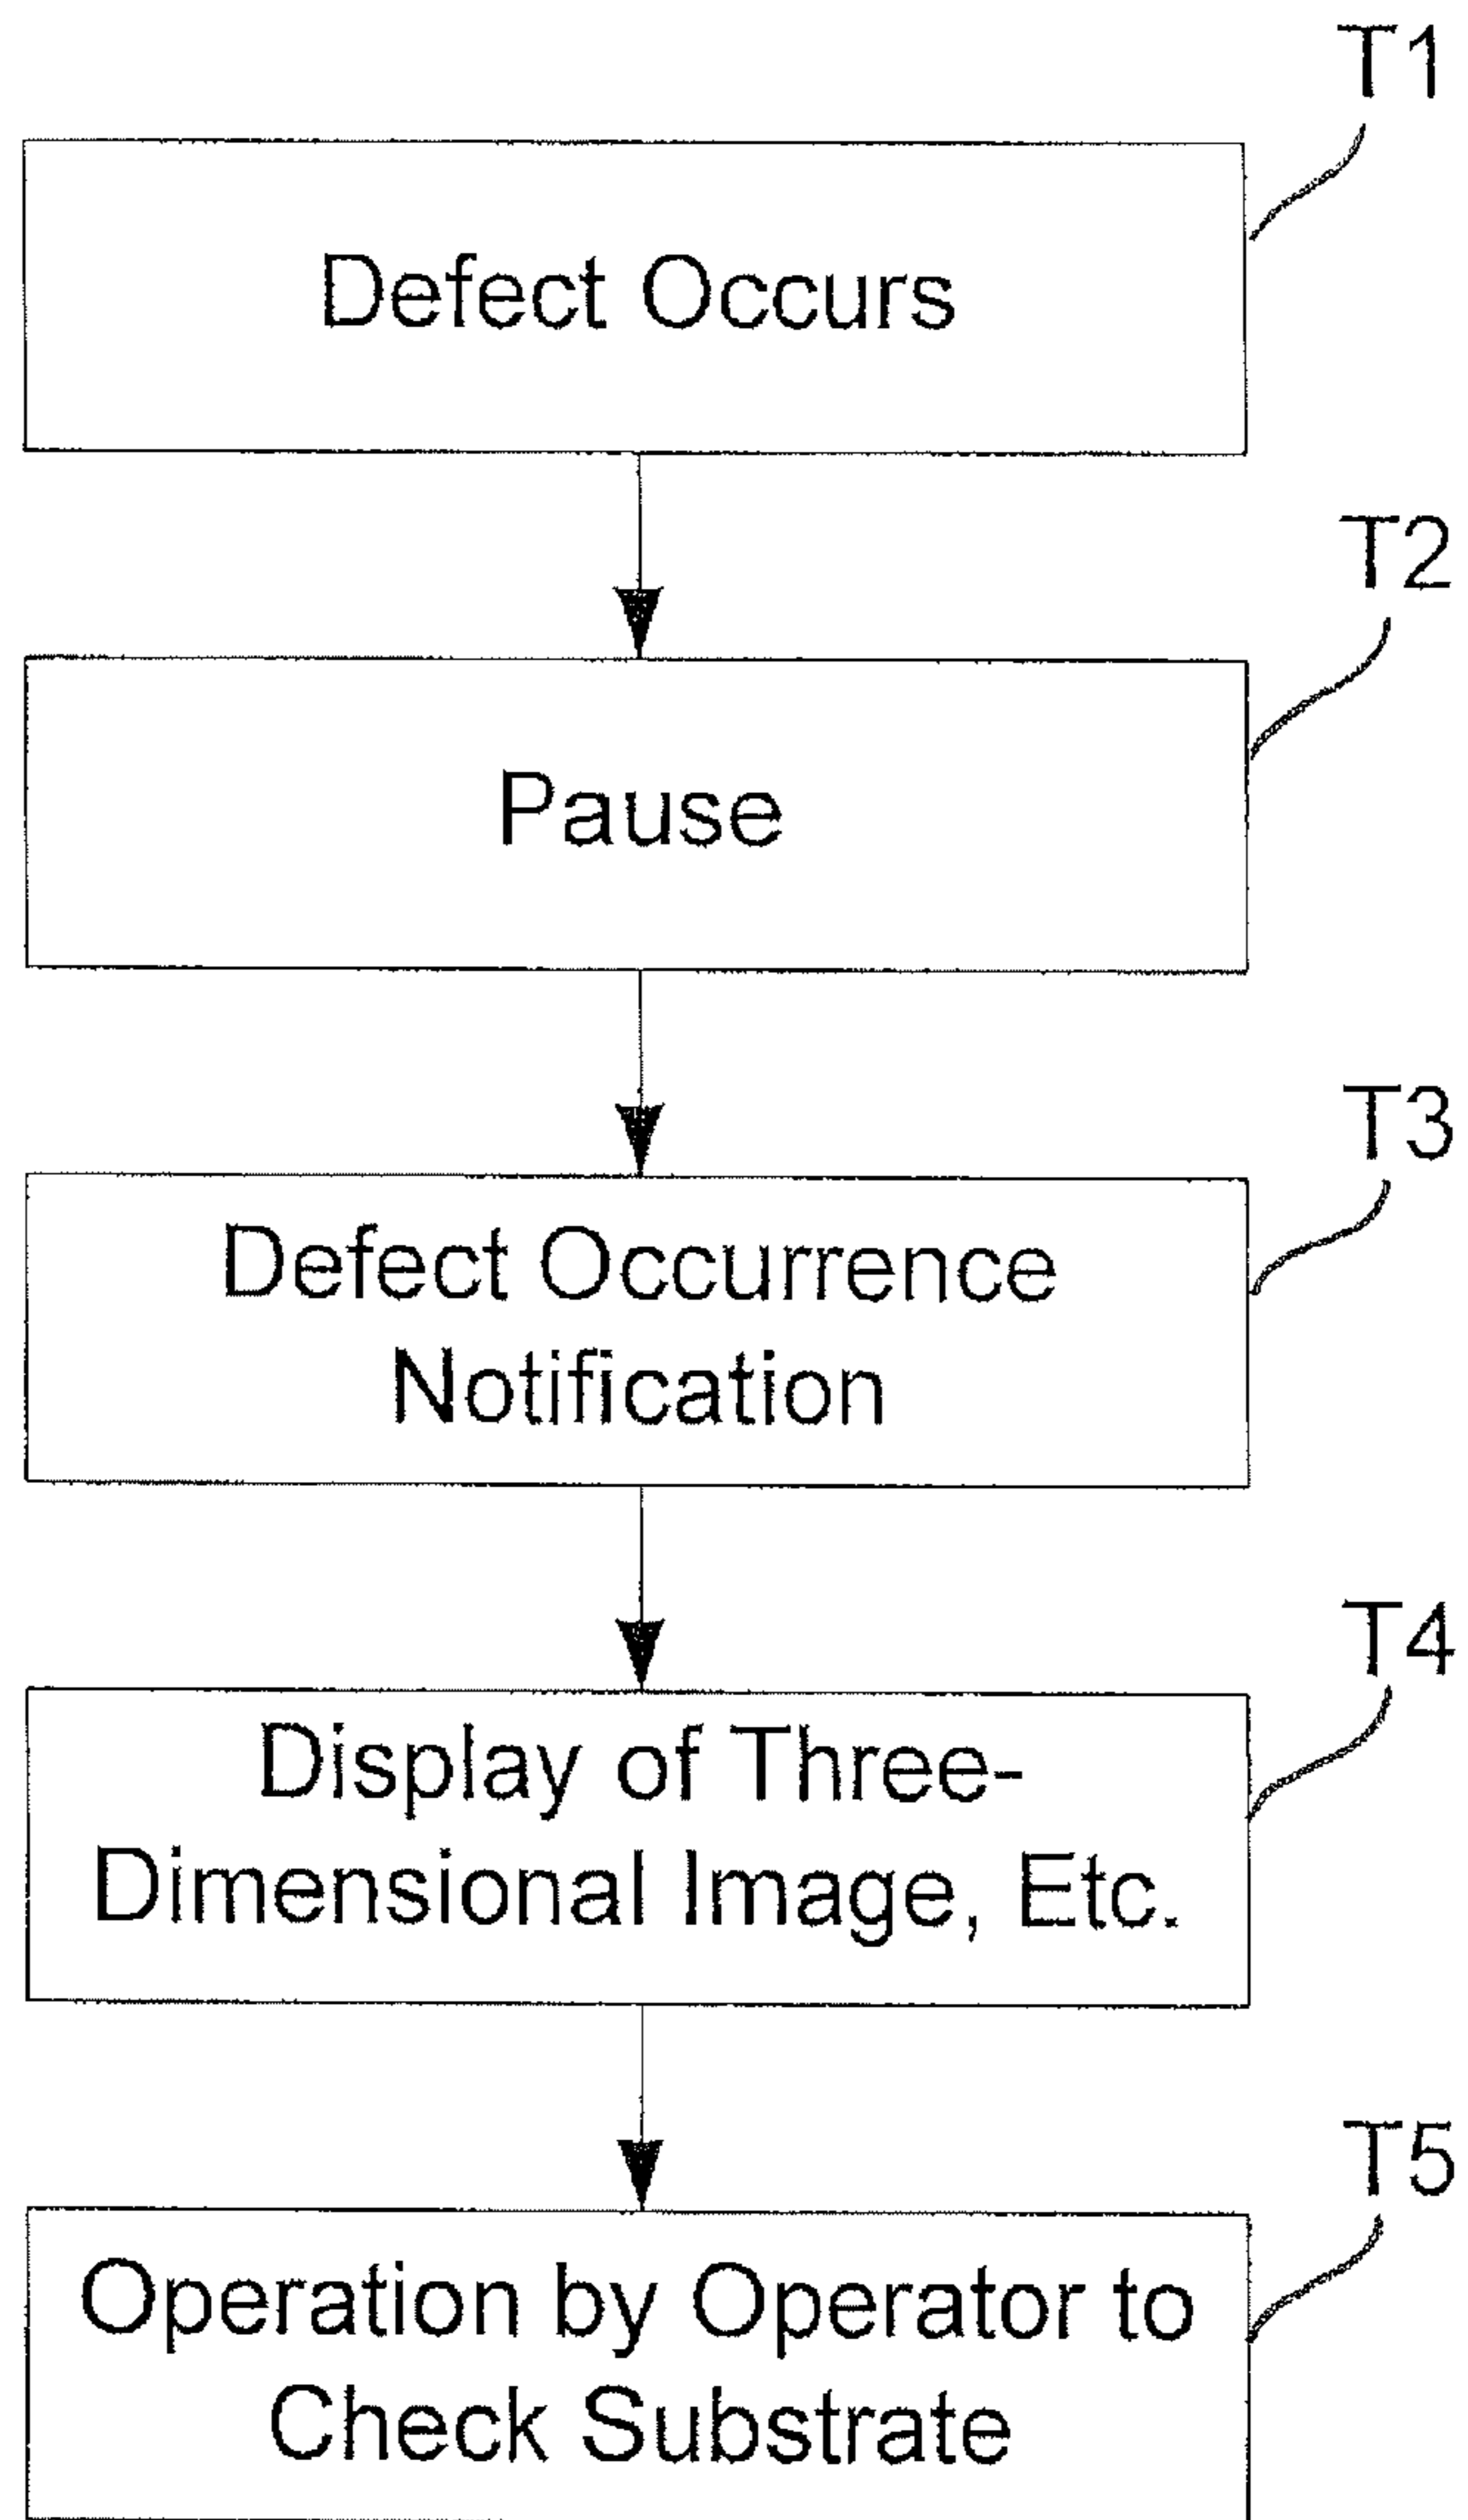 T1
Defect Occurs
T2
Pause
T3
Defect Occurrence
Notification
T4
Display of Three-
Dimensional Image, Etc.
T5
Operation by Operator to
Check Substrate